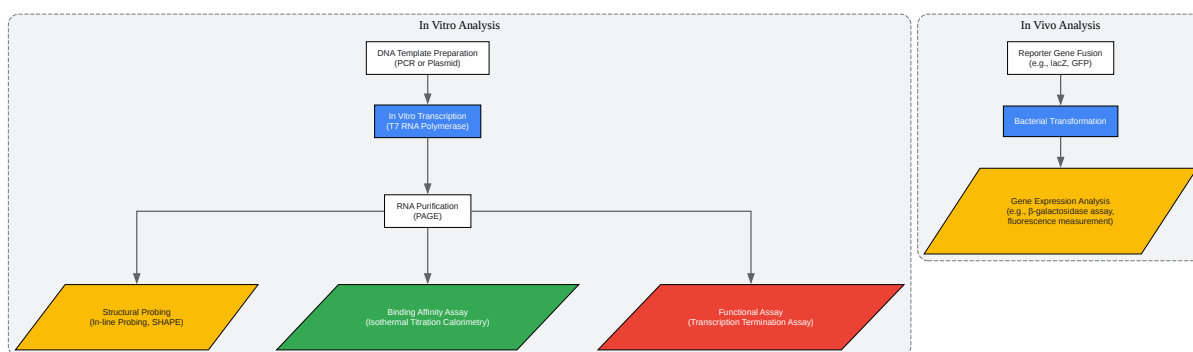 In Vitro Analysis
DNA Template Preparation
(PCR or Plasmid)
In Vitro Transcription
(T7 RNA Polymerase)
RNA Purification
(PAGE)
Structural Probing
(In-line Probing, SHAPE)
Binding Affinity Assay
(Isothermal Titration Calorimetry)
Functional Assay
(Transcription Termination Assay)
In Vivo Analysis
Reporter Gene Fusion
(e.g., lacZ, GFP)
Bacterial Transformation
Gene Expression Analysis
(e.g., β-galactosidase assay,
fluorescence measurement)